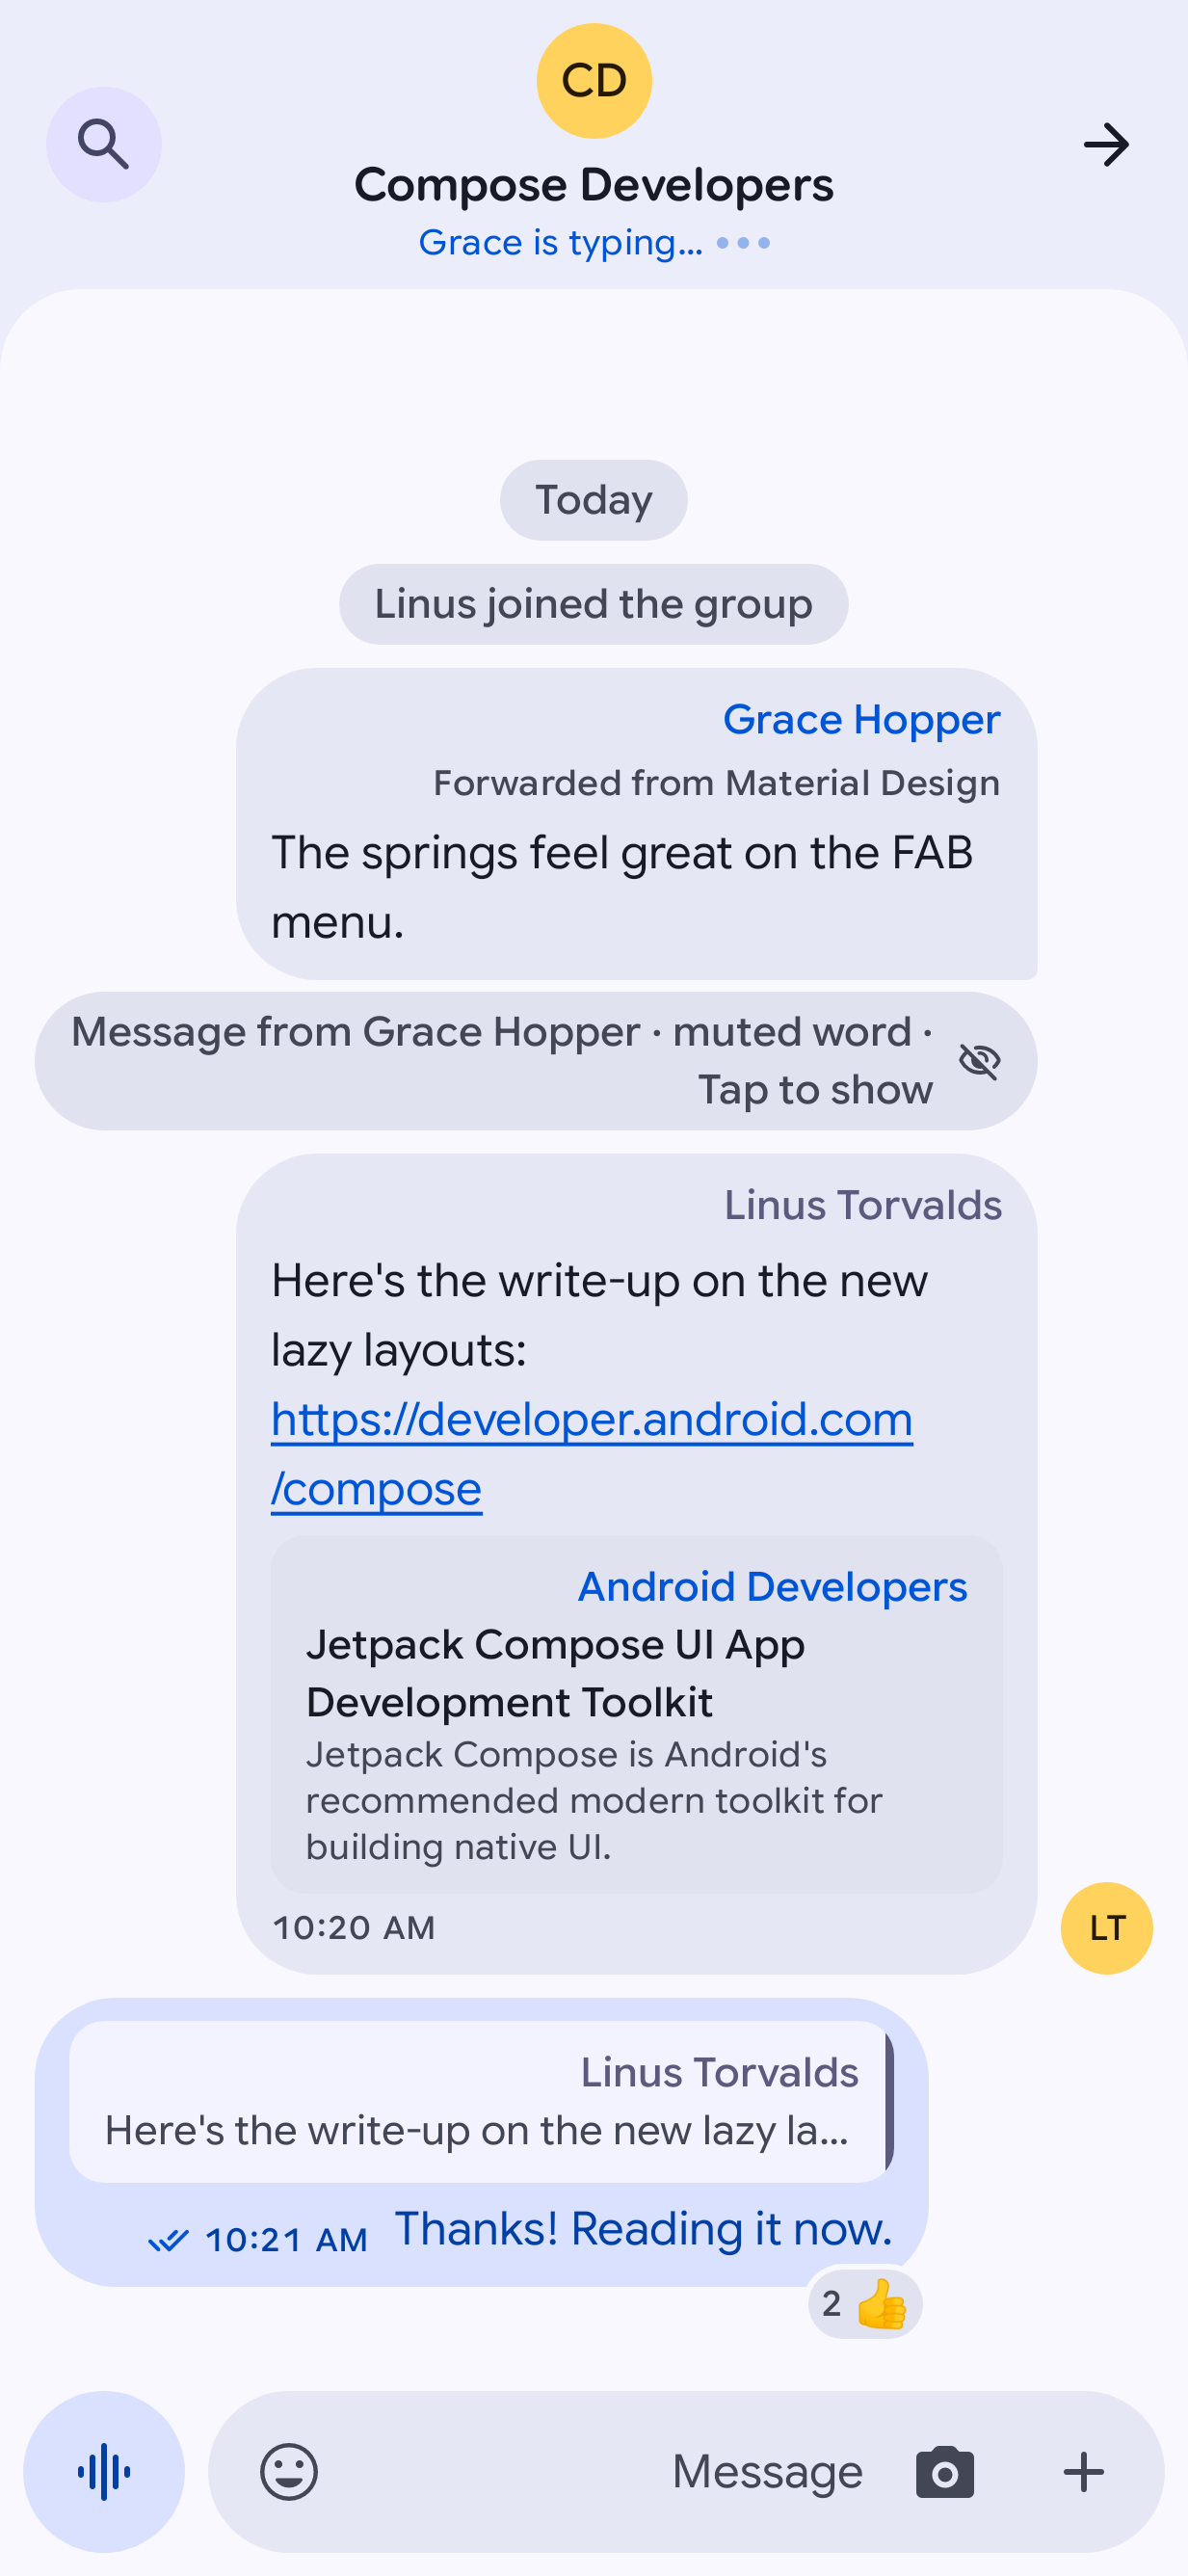 CD
Compose Developers
Grace is typing...
Today
Linus joined the group
Grace Hopper
Forwarded from Material Design
The springs feel great on the FAB
menu.
Message from Grace Hopper · muted word ·
Tap to show
Linus Torvalds
Here's the write-up on the new
lazy layouts:
https://developer.android.com
/compose
Android Developers
Jetpack Compose UI App
Development Toolkit
Jetpack Compose is Android's
recommended modern toolkit for
building native UI.
10:20 AM
LT
Linus Torvalds
Here's the write-up on the new lazy la...
10:21 AM Thanks! Reading it now.
2 👍
Message